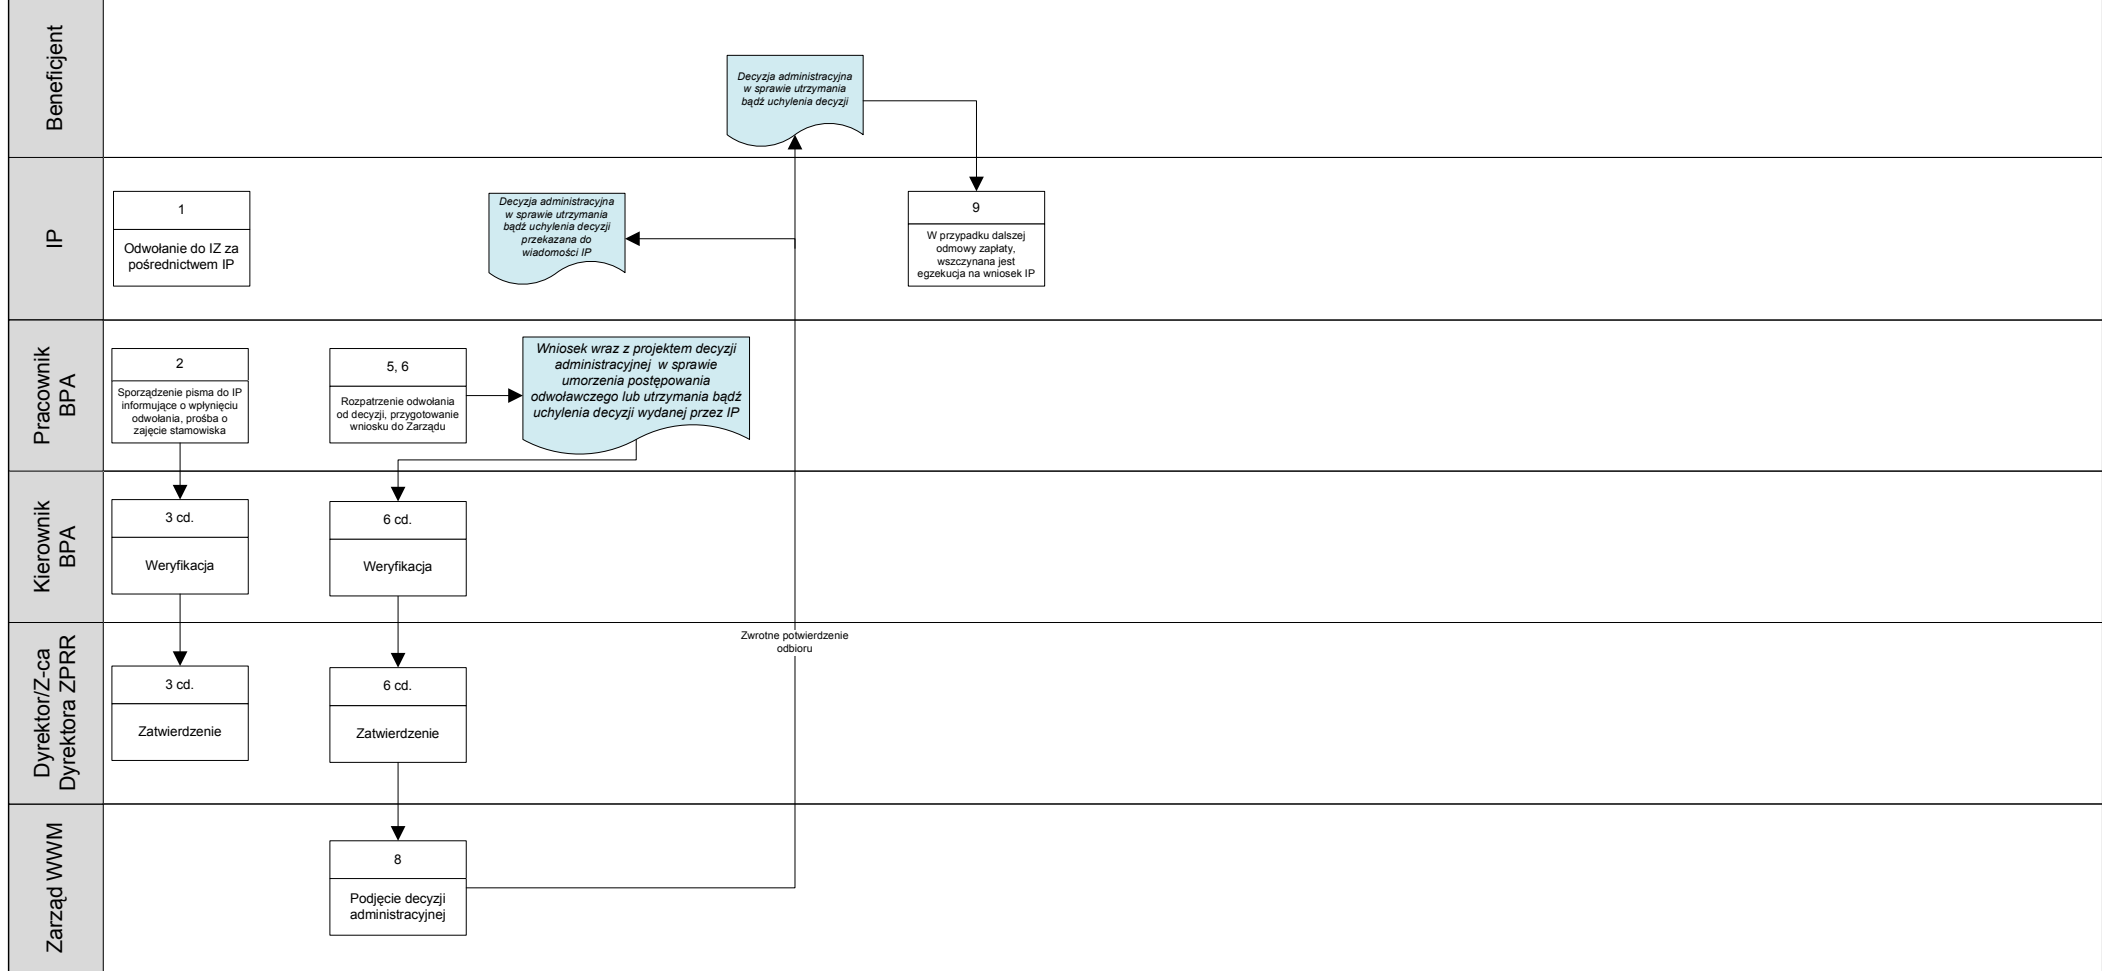 Beneficjent
Decyzja administracyjna
w sprawie utrzymania
bądź uchylenia decyzji
IP
1
Odwołanie do IZ za
pośrednictwem IP
Decyzja administracyjna
w sprawie utrzymania
bądź uchylenia decyzji
przekazana do
wiadomości IP
9
W przypadku dalszej
odmowy zapłaty,
wszczynana jest
egzekucja na wniosek IP
Pracownik
BPA
2
Sporządzenie pisma do IP
informujące o wpłynięciu
odwołania, prośba o
zajęcie stamowiska
5, 6
Rozpatrzenie odwołania
od decyzji, przygotowanie
wniosku do Zarządu
Wniosek wraz z projektem decyzji
administracyjnej w sprawie
umorzenia postępowania
odwoławczego lub utrzymania bądź
uchylenia decyzji wydanej przez IP
Kierownik
BPA
3 cd.
Weryfikacja
6 cd.
Weryfikacja
Dyrektor/Z-ca
Dyrektora ZPRR
3 cd.
Zatwierdzenie
6 cd.
Zatwierdzenie
Zwrotne potwierdzenie
odbioru
Zarząd WWM
8
Podjęcie decyzji
administracyjnej